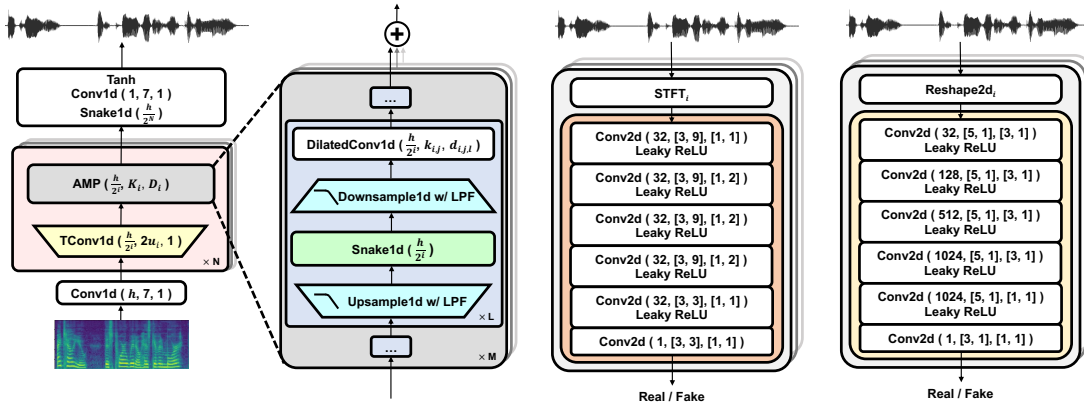 Tanh
Conv1d ( 1, 7, 1 )
Snake1d ( h/2^N )
AMP ( h/2^i, K_i, D_i )
TConv1d ( h/2^i, 2u_i, 1 )
× N
Conv1d ( h, 7, 1 )
+
...
DilatedConv1d ( h/2^i, k_i,j, d_i,j,l )
Downsample1d w/ LPF
Snake1d ( h/2^i )
Upsample1d w/ LPF
× L
...
× M
STFT_i
Conv2d ( 32, [3, 9], [1, 1] )
Leaky ReLU
Conv2d ( 32, [3, 9], [1, 2] )
Leaky ReLU
Conv2d ( 32, [3, 9], [1, 2] )
Leaky ReLU
Conv2d ( 32, [3, 9], [1, 2] )
Leaky ReLU
Conv2d ( 32, [3, 3], [1, 1] )
Leaky ReLU
Conv2d ( 1, [3, 3], [1, 1] )
Real / Fake
Reshape2d_i
Conv2d ( 32, [5, 1], [3, 1] )
Leaky ReLU
Conv2d ( 128, [5, 1], [3, 1] )
Leaky ReLU
Conv2d ( 512, [5, 1], [3, 1] )
Leaky ReLU
Conv2d ( 1024, [5, 1], [3, 1] )
Leaky ReLU
Conv2d ( 1024, [5, 1], [1, 1] )
Leaky ReLU
Conv2d ( 1, [3, 1], [1, 1] )
Real / Fake